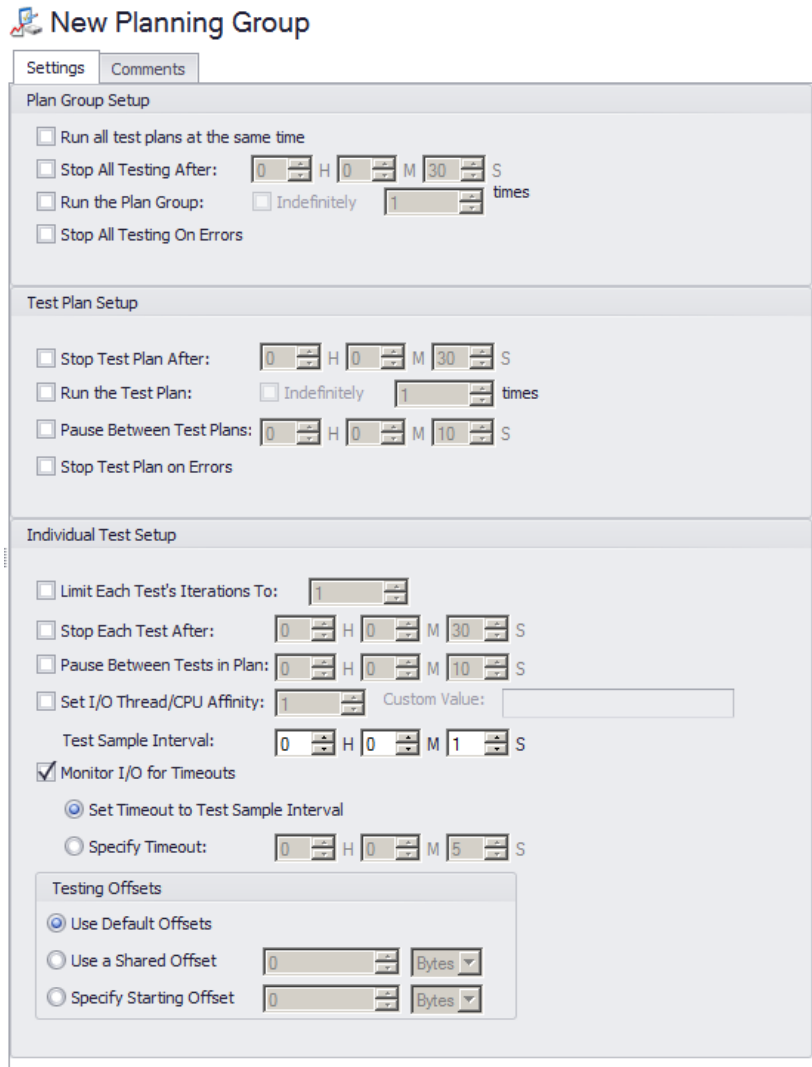 New Planning Group
Settings Comments
Plan Group Setup
Run all test plans at the same time
Stop All Testing After: 0 H 0 M 30 S
Run the Plan Group: Indefinitely 1 times
Stop All Testing On Errors
Test Plan Setup
Stop Test Plan After: 0 H 0 M 30 S
Run the Test Plan: Indefinitely 1 times
Pause Between Test Plans: 0 H 0 M 10 S
Stop Test Plan on Errors
Individual Test Setup
Limit Each Test's Iterations To: 1
Stop Each Test After: 0 H 0 M 30 S
Pause Between Tests in Plan: 0 H 0 M 10 S
Set I/O Thread/CPU Affinity: 1 Custom Value:
Test Sample Interval: 0 H 0 M 1 S
Monitor I/O for Timeouts
Set Timeout to Test Sample Interval
Specify Timeout: 0 H 0 M 5 S
Testing Offsets
Use Default Offsets
Use a Shared Offset 0 Bytes
Specify Starting Offset 0 Bytes